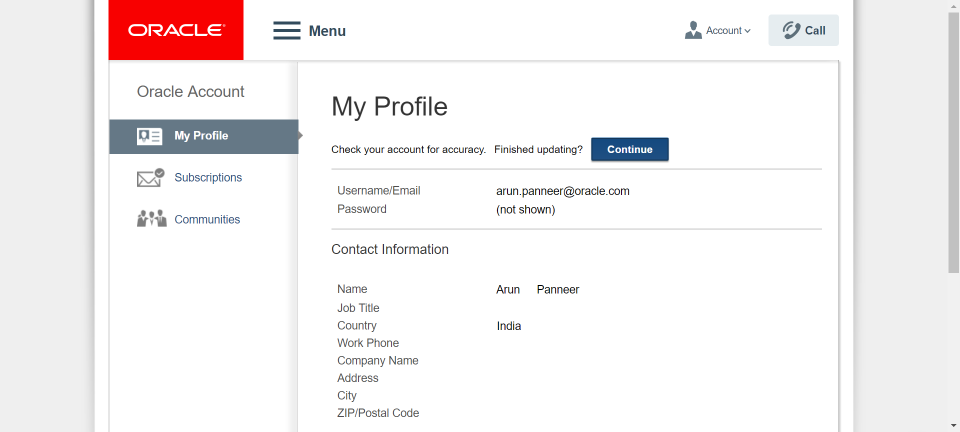 ORACLE Menu Account Call
Oracle Account
My Profile
Subscriptions
Communities
My Profile
Check your account for accuracy. Finished updating? Continue
Username/Email arun.panneer@oracle.com
Password (not shown)
Contact Information
Name Arun Panneer
Job Title
Country India
Work Phone
Company Name
Address
City
ZIP/Postal Code